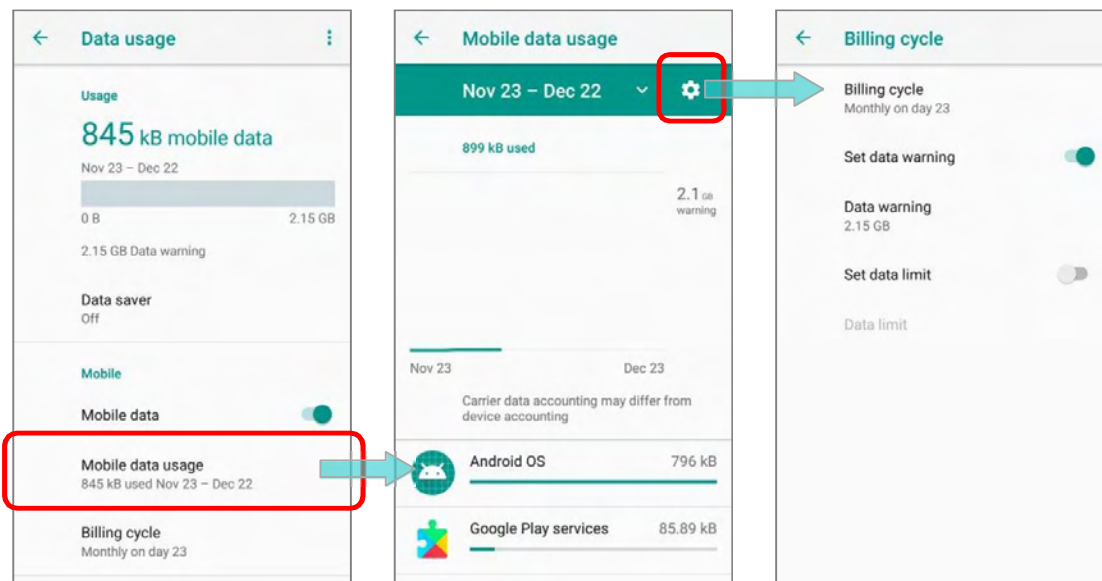 Data usage
Usage
845 kB mobile data
Nov 23 – Dec 22
0 B 2.15 GB
2.15 GB Data warning
Data saver
Off
Mobile
Mobile data
Mobile data usage
845 kB used Nov 23 – Dec 22
Billing cycle
Monthly on day 23
Mobile data usage
Nov 23 – Dec 22
899 kB used
2.1 GB
warning
Nov 23 Dec 23
Carrier data accounting may differ from
device accounting
Android OS 796 kB
Google Play services 85.89 kB
Billing cycle
Billing cycle
Monthly on day 23
Set data warning
Data warning
2.15 GB
Set data limit
Data limit